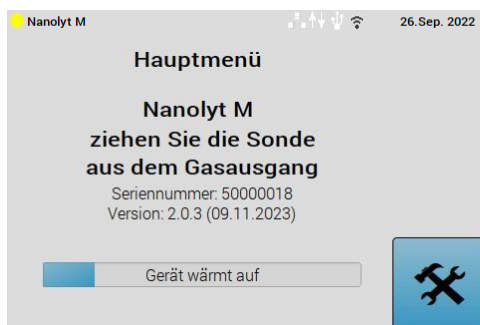 Nanolyt M
26.Sep. 2022
Hauptmenü
Nanolyt M
ziehen Sie die Sonde
aus dem Gasausgang
Seriennummer: 50000018
Version: 2.0.3 (09.11.2023)
Gerät wärmt auf